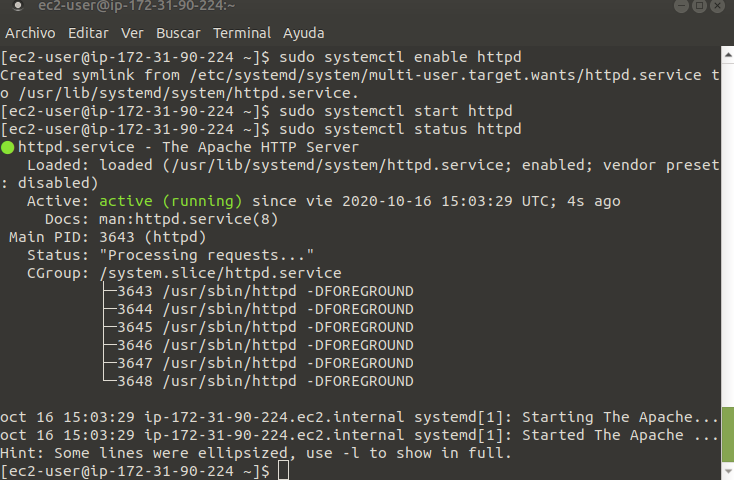 ec2-user@ip-172-31-90-224:~
Archivo Editar Ver Buscar Terminal Ayuda
[ec2-user@ip-172-31-90-224 ~]$ sudo systemctl enable httpd
Created symlink from /etc/systemd/system/multi-user.target.wants/httpd.service t
o /usr/lib/systemd/system/httpd.service.
[ec2-user@ip-172-31-90-224 ~]$ sudo systemctl start httpd
[ec2-user@ip-172-31-90-224 ~]$ sudo systemctl status httpd
● httpd.service - The Apache HTTP Server
   Loaded: loaded (/usr/lib/systemd/system/httpd.service; enabled; vendor preset
: disabled)
   Active: active (running) since vie 2020-10-16 15:03:29 UTC; 4s ago
     Docs: man:httpd.service(8)
 Main PID: 3643 (httpd)
   Status: "Processing requests..."
   CGroup: /system.slice/httpd.service
           ├─3643 /usr/sbin/httpd -DFOREGROUND
           ├─3644 /usr/sbin/httpd -DFOREGROUND
           ├─3645 /usr/sbin/httpd -DFOREGROUND
           ├─3646 /usr/sbin/httpd -DFOREGROUND
           ├─3647 /usr/sbin/httpd -DFOREGROUND
           └─3648 /usr/sbin/httpd -DFOREGROUND
oct 16 15:03:29 ip-172-31-90-224.ec2.internal systemd[1]: Starting The Apache...
oct 16 15:03:29 ip-172-31-90-224.ec2.internal systemd[1]: Started The Apache ...
Hint: Some lines were ellipsized, use -l to show in full.
[ec2-user@ip-172-31-90-224 ~]$